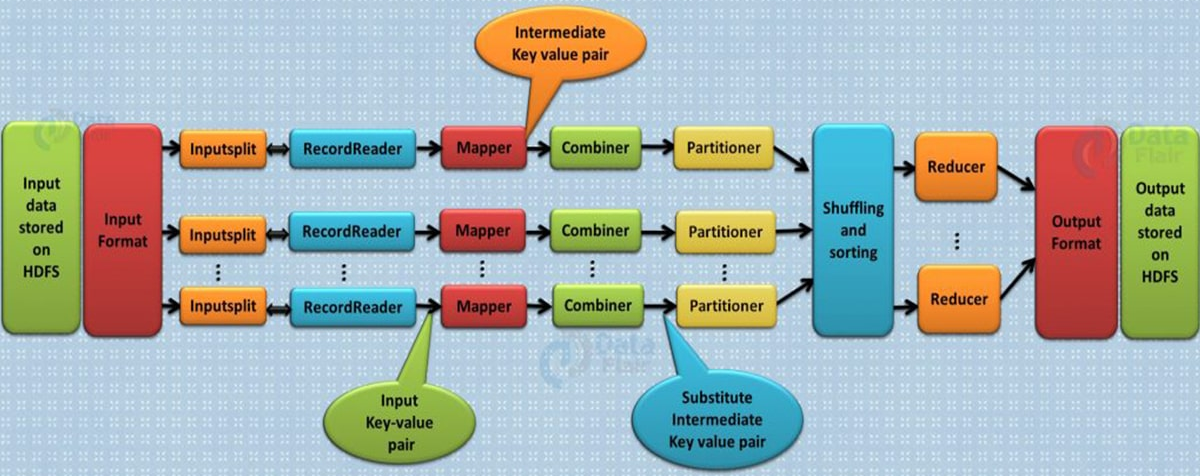 Intermediate
Key value pair
Data
Flair
Input
data
stored
on
HDFS
Input
Format
Inputsplit
RecordReader
Mapper
Combiner
Partitioner
Inputsplit
RecordReader
Mapper
Combiner
Partitioner
Inputsplit
RecordReader
Mapper
Combiner
Partitioner
Shuffling
and
sorting
Reducer
Reducer
Output
Format
Output
data
stored
on
HDFS
Data
Flair
Input
Key-value
pair
Substitute
Intermediate
Key value pair